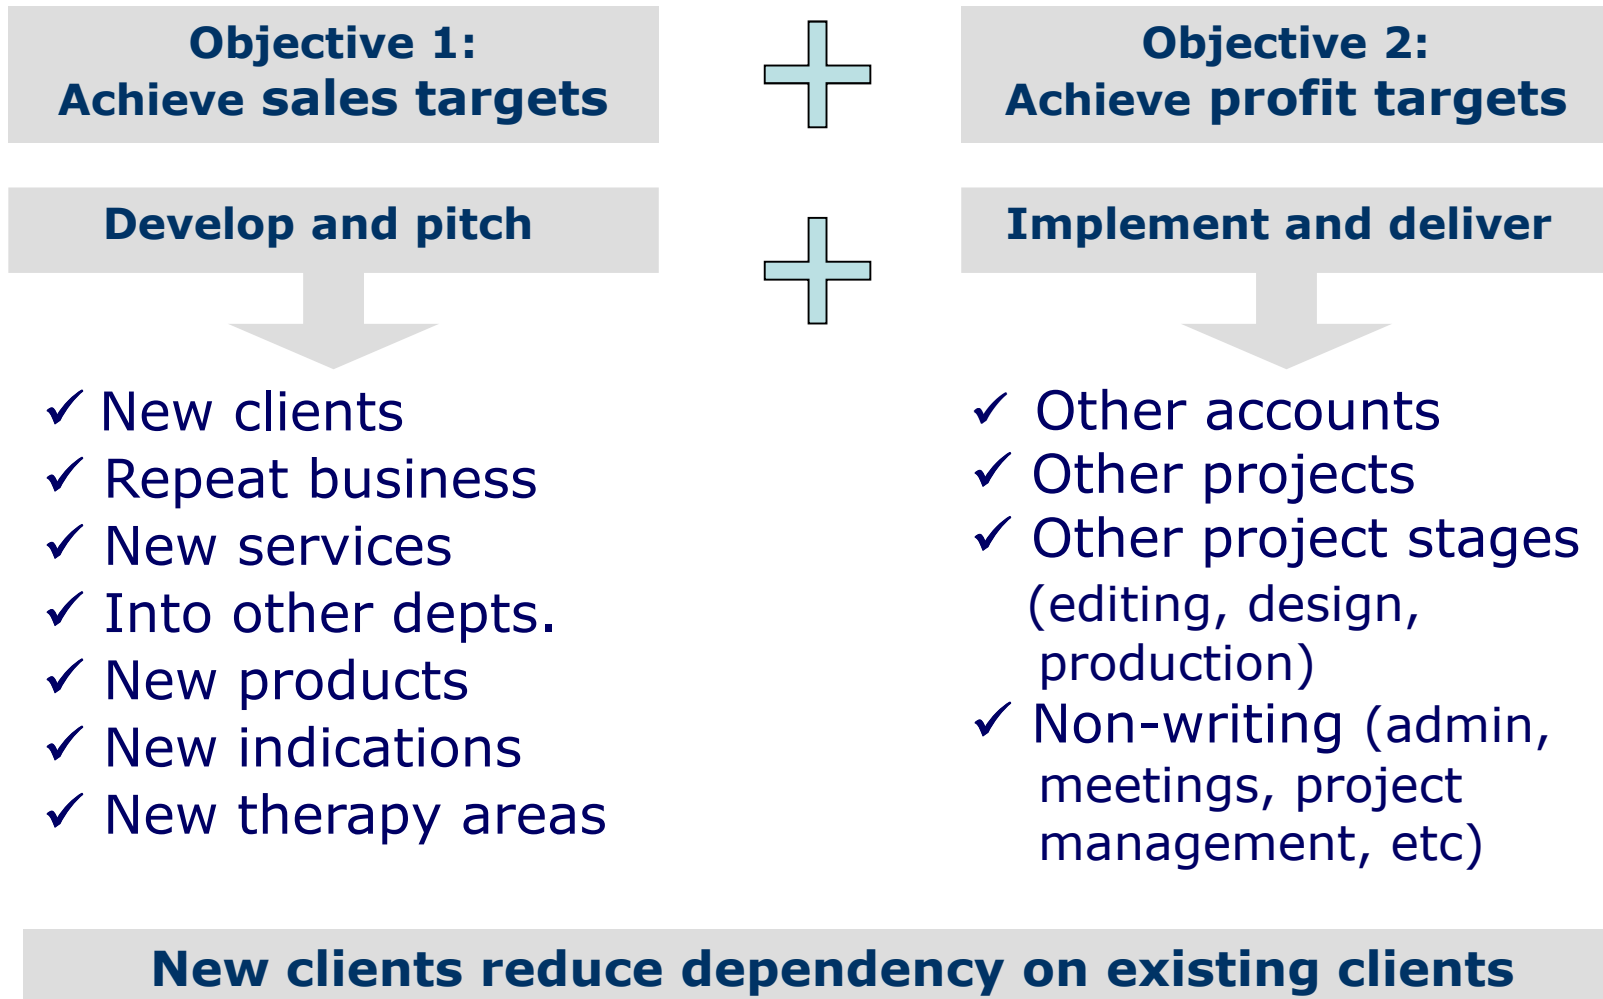 Objective 1:
Achieve sales targets
Objective 2:
Achieve profit targets
Develop and pitch
Implement and deliver
✓ New clients
✓ Repeat business
✓ New services
✓ Into other depts.
✓ New products
✓ New indications
✓ New therapy areas
✓ Other accounts
✓ Other projects
✓ Other project stages
(editing, design,
production)
✓ Non-writing (admin,
meetings, project
management, etc)
New clients reduce dependency on existing clients